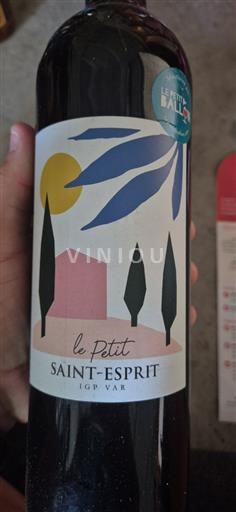 LE PETIT
BALLON
VINIOU
le Petit
SAINT-ESPRIT
IGP VAR